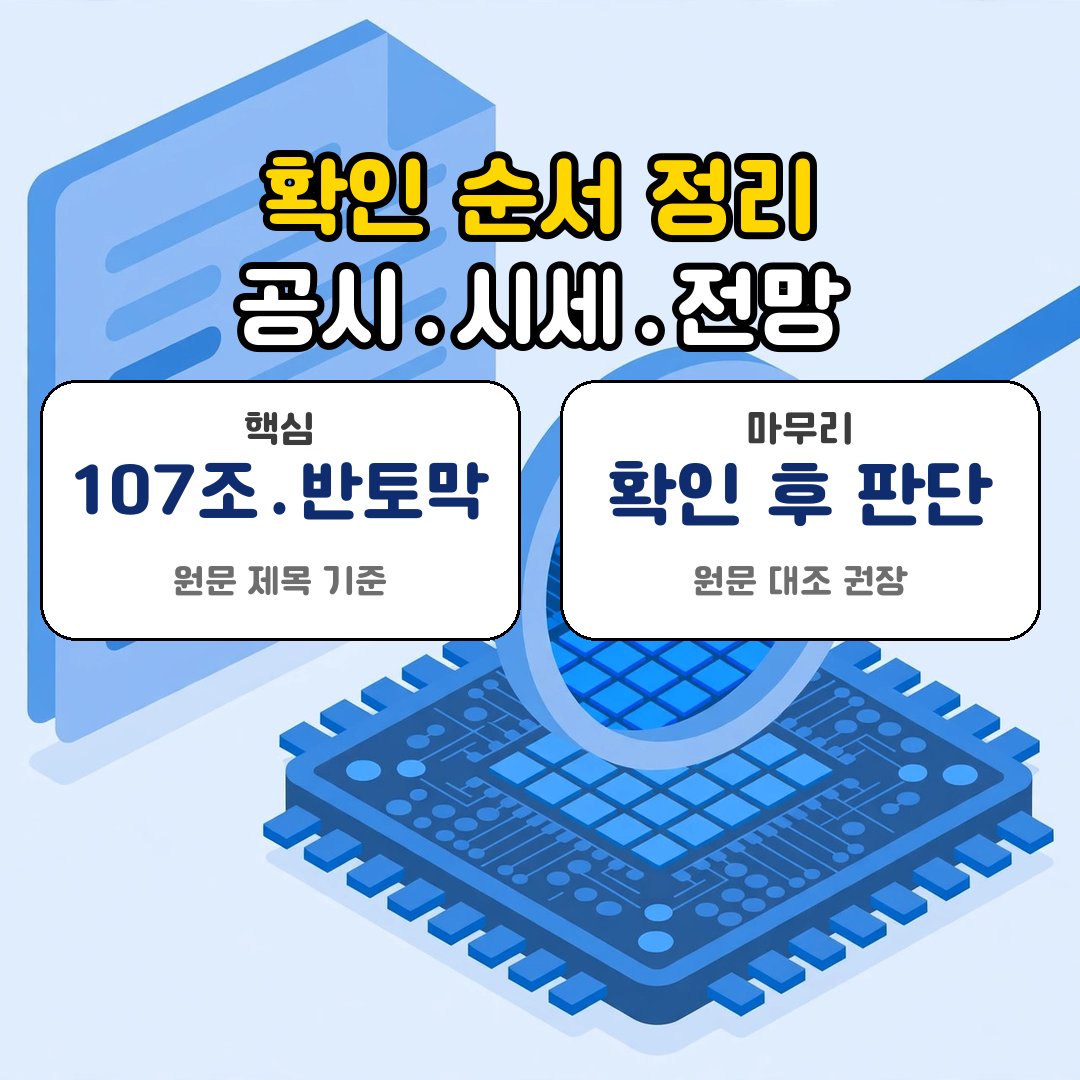 확인 순서 정리
공시.시세.전망
핵심
107조.반토막
원문 제목 기준
마무리
확인 후 판단
원문 대조 권장